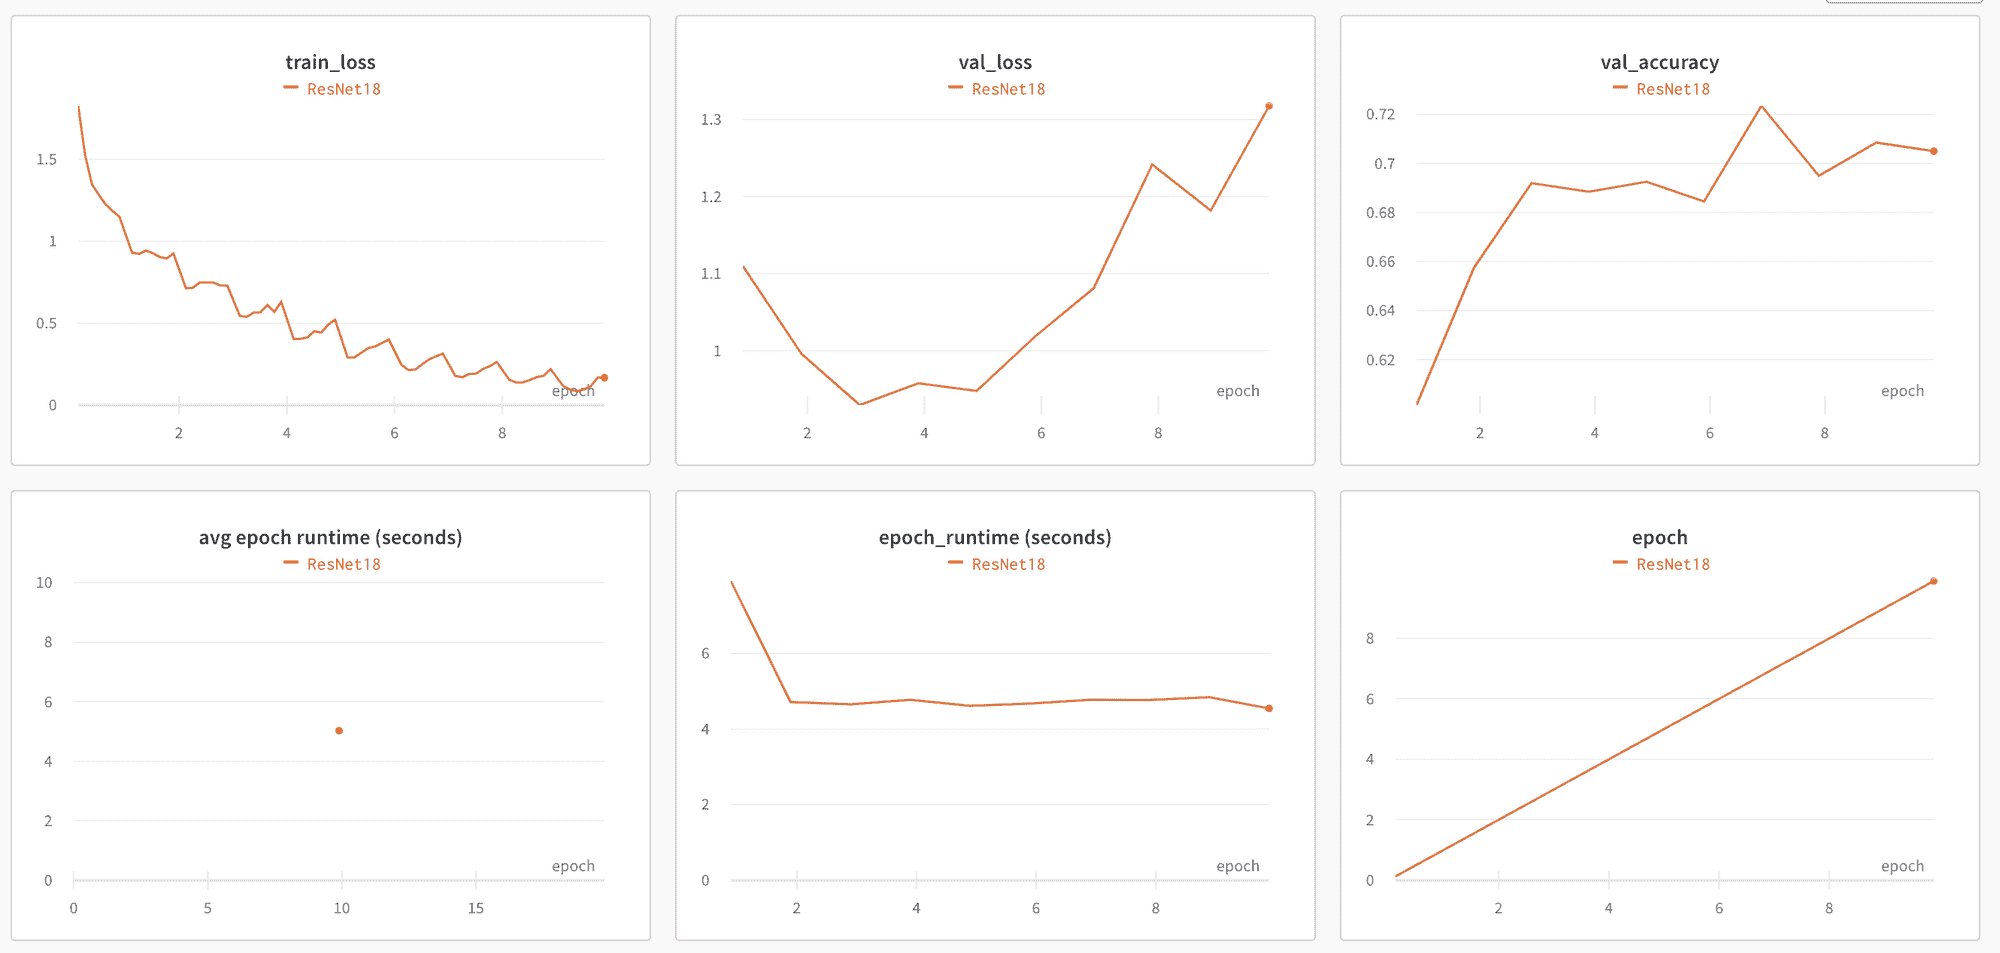 train_loss
ResNet18
1.5
1
0.5
0
epoch
2 4 6 8
val_loss
ResNet18
1.3
1.2
1.1
1
epoch
2 4 6 8
val_accuracy
ResNet18
0.72
0.7
0.68
0.66
0.64
0.62
epoch
2 4 6 8
avg epoch runtime (seconds)
ResNet18
10
8
6
4
2
0
epoch
0 5 10 15
epoch_runtime (seconds)
ResNet18
6
4
2
0
epoch
2 4 6 8
epoch
ResNet18
8
6
4
2
0
epoch
2 4 6 8